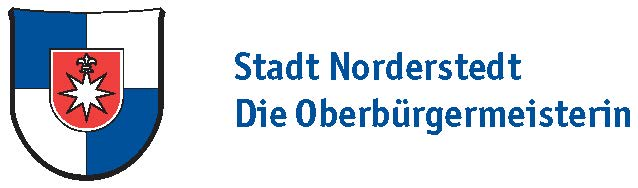 Stadt Norderstedt
Die Oberbürgermeisterin